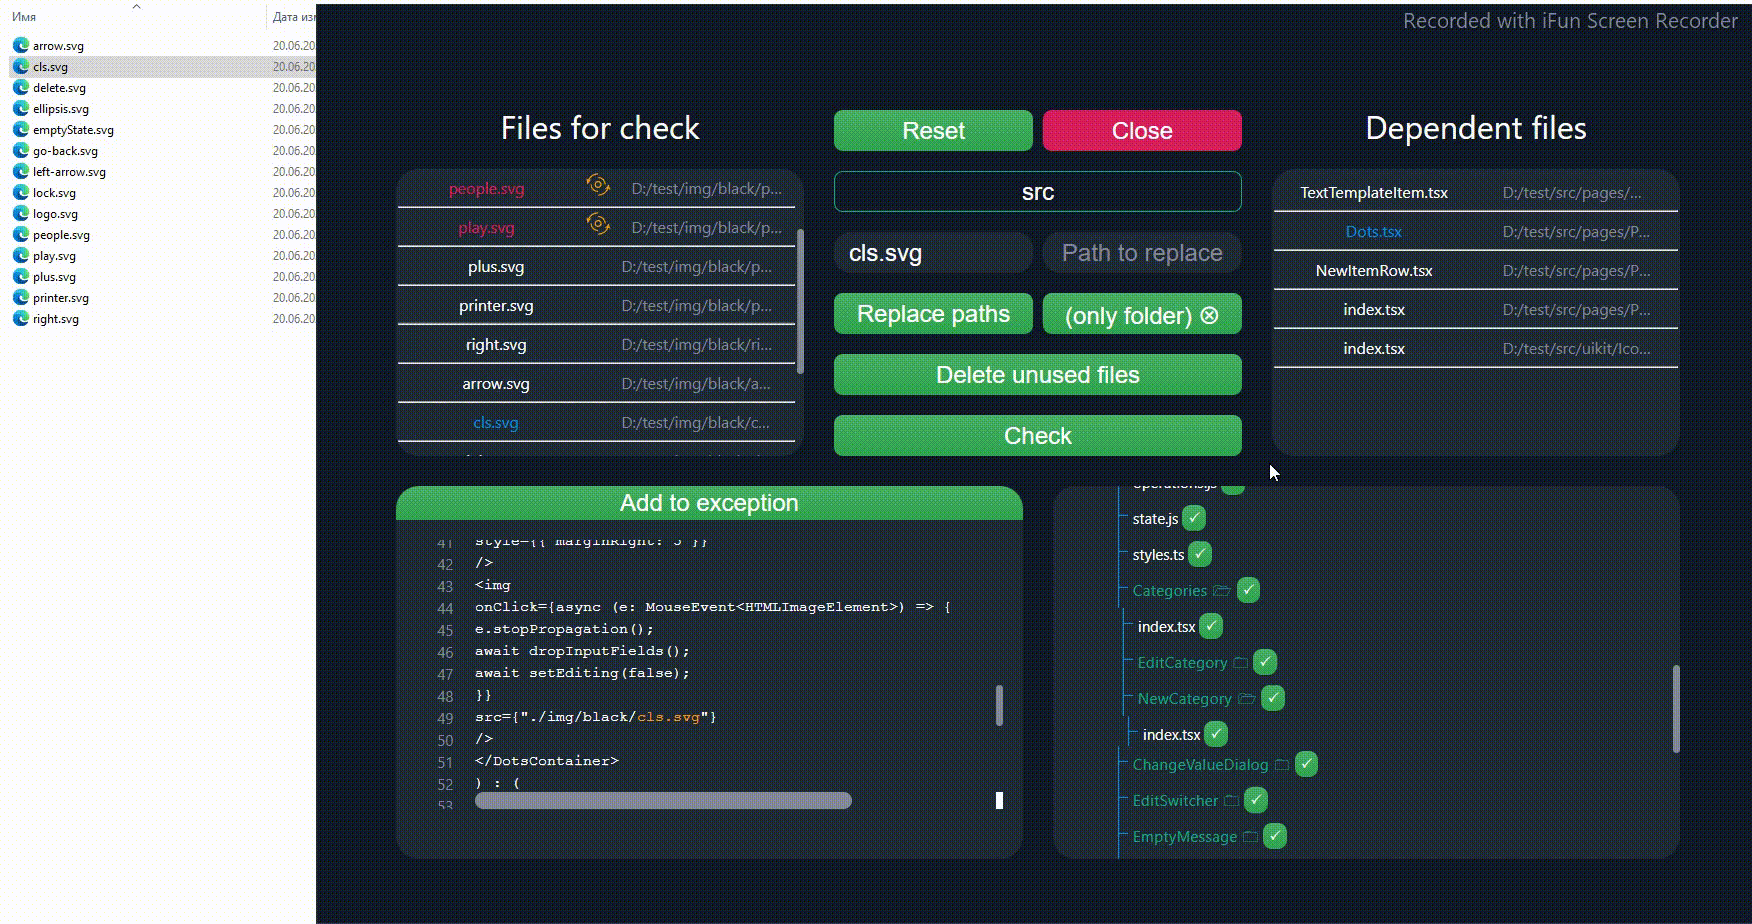 Имя
Дата из
arrow.svg 20.06.20
cls.svg 20.06.20
delete.svg 20.06.20
ellipsis.svg 20.06.20
emptyState.svg 20.06.20
go-back.svg 20.06.20
left-arrow.svg 20.06.20
lock.svg 20.06.20
logo.svg 20.06.20
people.svg 20.06.20
play.svg 20.06.20
plus.svg 20.06.20
printer.svg 20.06.20
right.svg 20.06.20
Recorded with iFun Screen Recorder
Files for check
people.svg D:/test/img/black/p...
play.svg D:/test/img/black/p...
plus.svg D:/test/img/black/p...
printer.svg D:/test/img/black/p...
right.svg D:/test/img/black/ri...
arrow.svg D:/test/img/black/a...
cls.svg D:/test/img/black/c...
Reset
Close
src
cls.svg
Path to replace
Replace paths
(only folder) ⊗
Delete unused files
Check
Dependent files
TextTemplateItem.tsx D:/test/src/pages/...
Dots.tsx D:/test/src/pages/P...
NewItemRow.tsx D:/test/src/pages/P...
index.tsx D:/test/src/pages/P...
index.tsx D:/test/src/uikit/Ico...
Add to exception
41 style={{ marginRight: 5 }}
42 />
43 <img
44 onClick={async (e: MouseEvent<HTMLImageElement>) => {
45 e.stopPropagation();
46 await dropInputFields();
47 await setEditing(false);
48 }}
49 src={"./img/black/cls.svg"}
50 />
51 </DotsContainer>
52 ) : (
53
operations.js
state.js ✓
styles.ts ✓
Categories ✓
index.tsx ✓
EditCategory ✓
NewCategory ✓
index.tsx ✓
ChangeValueDialog ✓
EditSwitcher ✓
EmptyMessage ✓